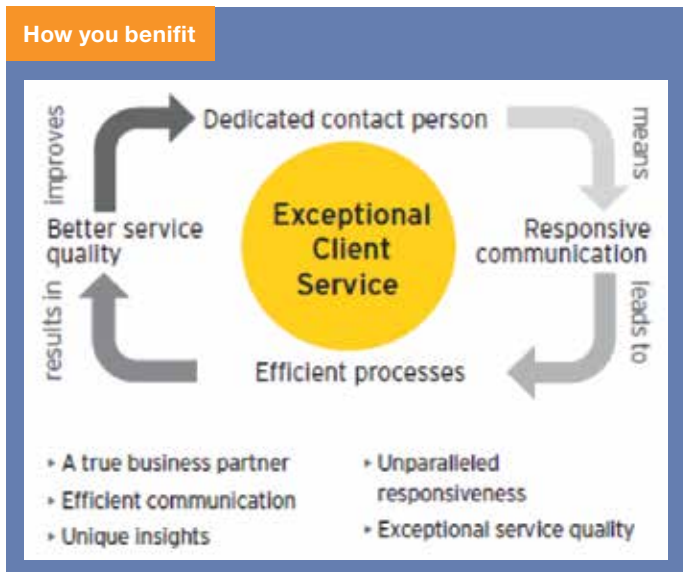 How you benifit
improves
Dedicated contact person
means
Exceptional
Client
Service
Better service
quality
Responsive
communication
results in
leads to
Efficient processes
‣ A true business partner
‣ Efficient communication
‣ Unique insights
‣ Unparalleled
responsiveness
‣ Exceptional service quality